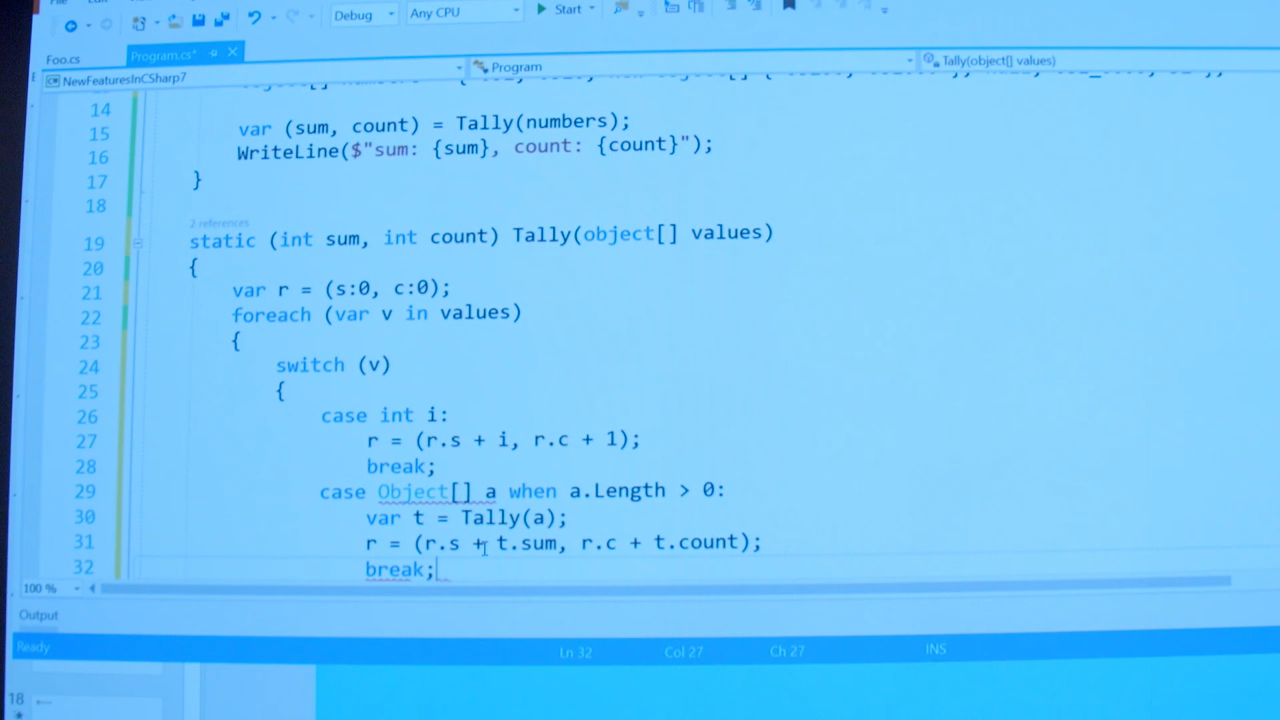 Debug Any CPU Start
Foo.cs Program.cs*
NewFeaturesInCSharp7 Program Tally(object[] values)
14
15 var (sum, count) = Tally(numbers);
16 WriteLine($"sum: {sum}, count: {count}");
17 }
18
2 references
19 static (int sum, int count) Tally(object[] values)
20 {
21 var r = (s:0, c:0);
22 foreach (var v in values)
23 {
24 switch (v)
25 {
26 case int i:
27 r = (r.s + i, r.c + 1);
28 break;
29 case Object[] a when a.Length > 0:
30 var t = Tally(a);
31 r = (r.s + t.sum, r.c + t.count);
32 break;
100 %
Output
Ready Ln 32 Col 27 Ch 27 INS
18